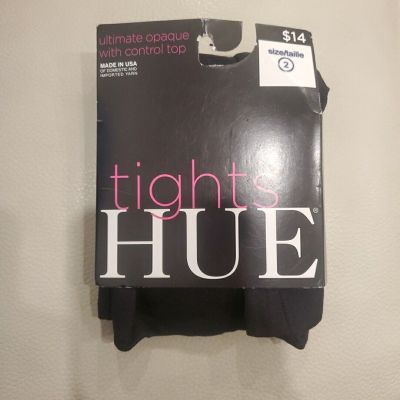 ultimate opaque
with control top
MADE IN USA
OF DOMESTIC AND
IMPORTED YARN
$14
size/taille
2
tights
HUE®